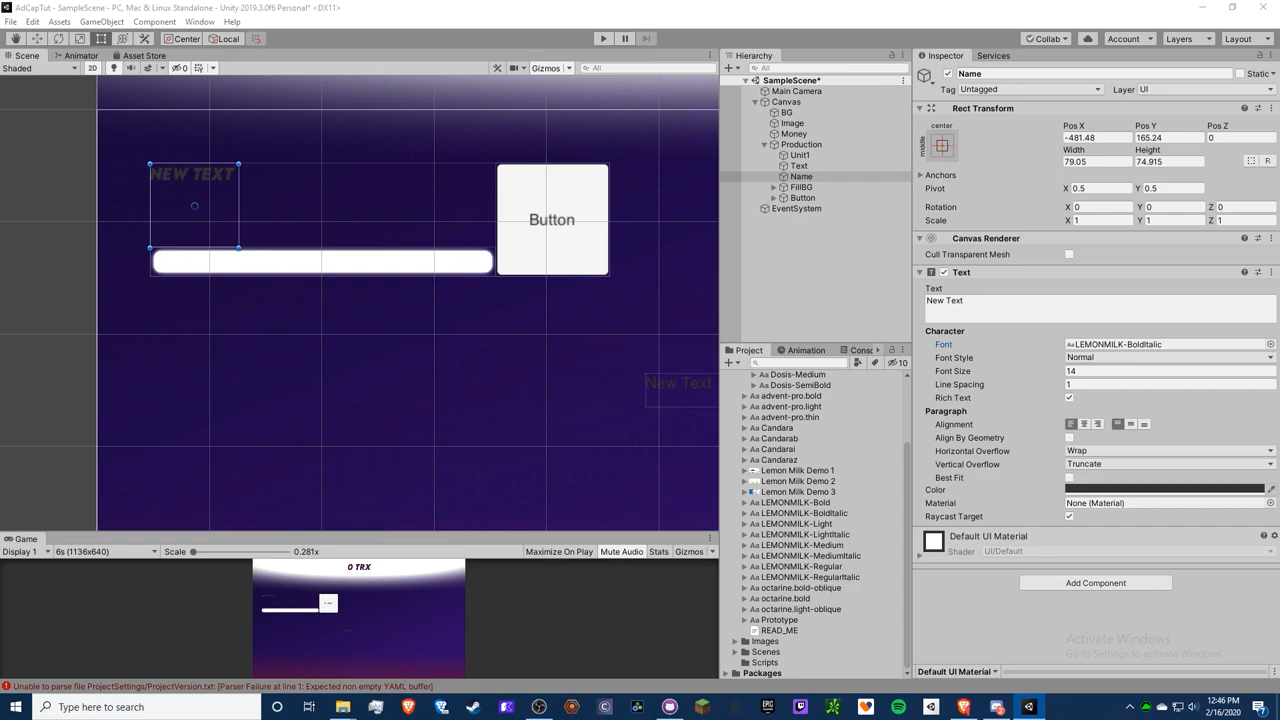 AdCapTut - SampleScene - PC, Mac & Linux Standalone - Unity 2019.3.0f6 Personal* <DX11>
File Edit Assets GameObject Component Window Help
Center Local Collab Account Layers Layout
Scene Animator Asset Store
Shaded 2D 0 Gizmos All
NEW TEXT
Button
New Text
Game
Display 1 6s (1136x640) Scale 0.281x Maximize On Play Mute Audio Stats Gizmos
0 TRX
Unable to parse file ProjectSettings/ProjectVersion.txt: [Parser Failure at line 1: Expected non empty YAML buffer]
Hierarchy
All
SampleScene*
Main Camera
Canvas
BG
Image
Money
Production
Unit1
Text
Name
FillBG
Button
EventSystem
Project Animation Consc
10
Dosis-Medium
Dosis-SemiBold
advent-pro.bold
advent-pro.light
advent-pro.thin
Candara
Candarab
Candarai
Candaraz
Lemon Milk Demo 1
Lemon Milk Demo 2
Lemon Milk Demo 3
LEMONMILK-Bold
LEMONMILK-BoldItalic
LEMONMILK-Light
LEMONMILK-LightItalic
LEMONMILK-Medium
LEMONMILK-MediumItalic
LEMONMILK-Regular
LEMONMILK-RegularItalic
octarine.bold-oblique
octarine.bold
octarine.light-oblique
Prototype
READ_ME
Images
Scenes
Scripts
Packages
Inspector Services
Name Static
Tag Untagged Layer UI
Rect Transform
center Pos X Pos Y Pos Z
middle -481.48 165.24 0
Width Height
79.05 74.915 R
Anchors
Pivot X 0.5 Y 0.5
Rotation X 0 Y 0 Z 0
Scale X 1 Y 1 Z 1
Canvas Renderer
Cull Transparent Mesh
Text
Text
New Text
Character
Font LEMONMILK-BoldItalic
Font Style Normal
Font Size 14
Line Spacing 1
Rich Text
Paragraph
Alignment
Align By Geometry
Horizontal Overflow Wrap
Vertical Overflow Truncate
Best Fit
Color
Material None (Material)
Raycast Target
Default UI Material
Shader UI/Default
Add Component
Activate Windows
Go to Settings to activate Windows.
Default UI Material
Type here to search
12:46 PM
2/16/2020